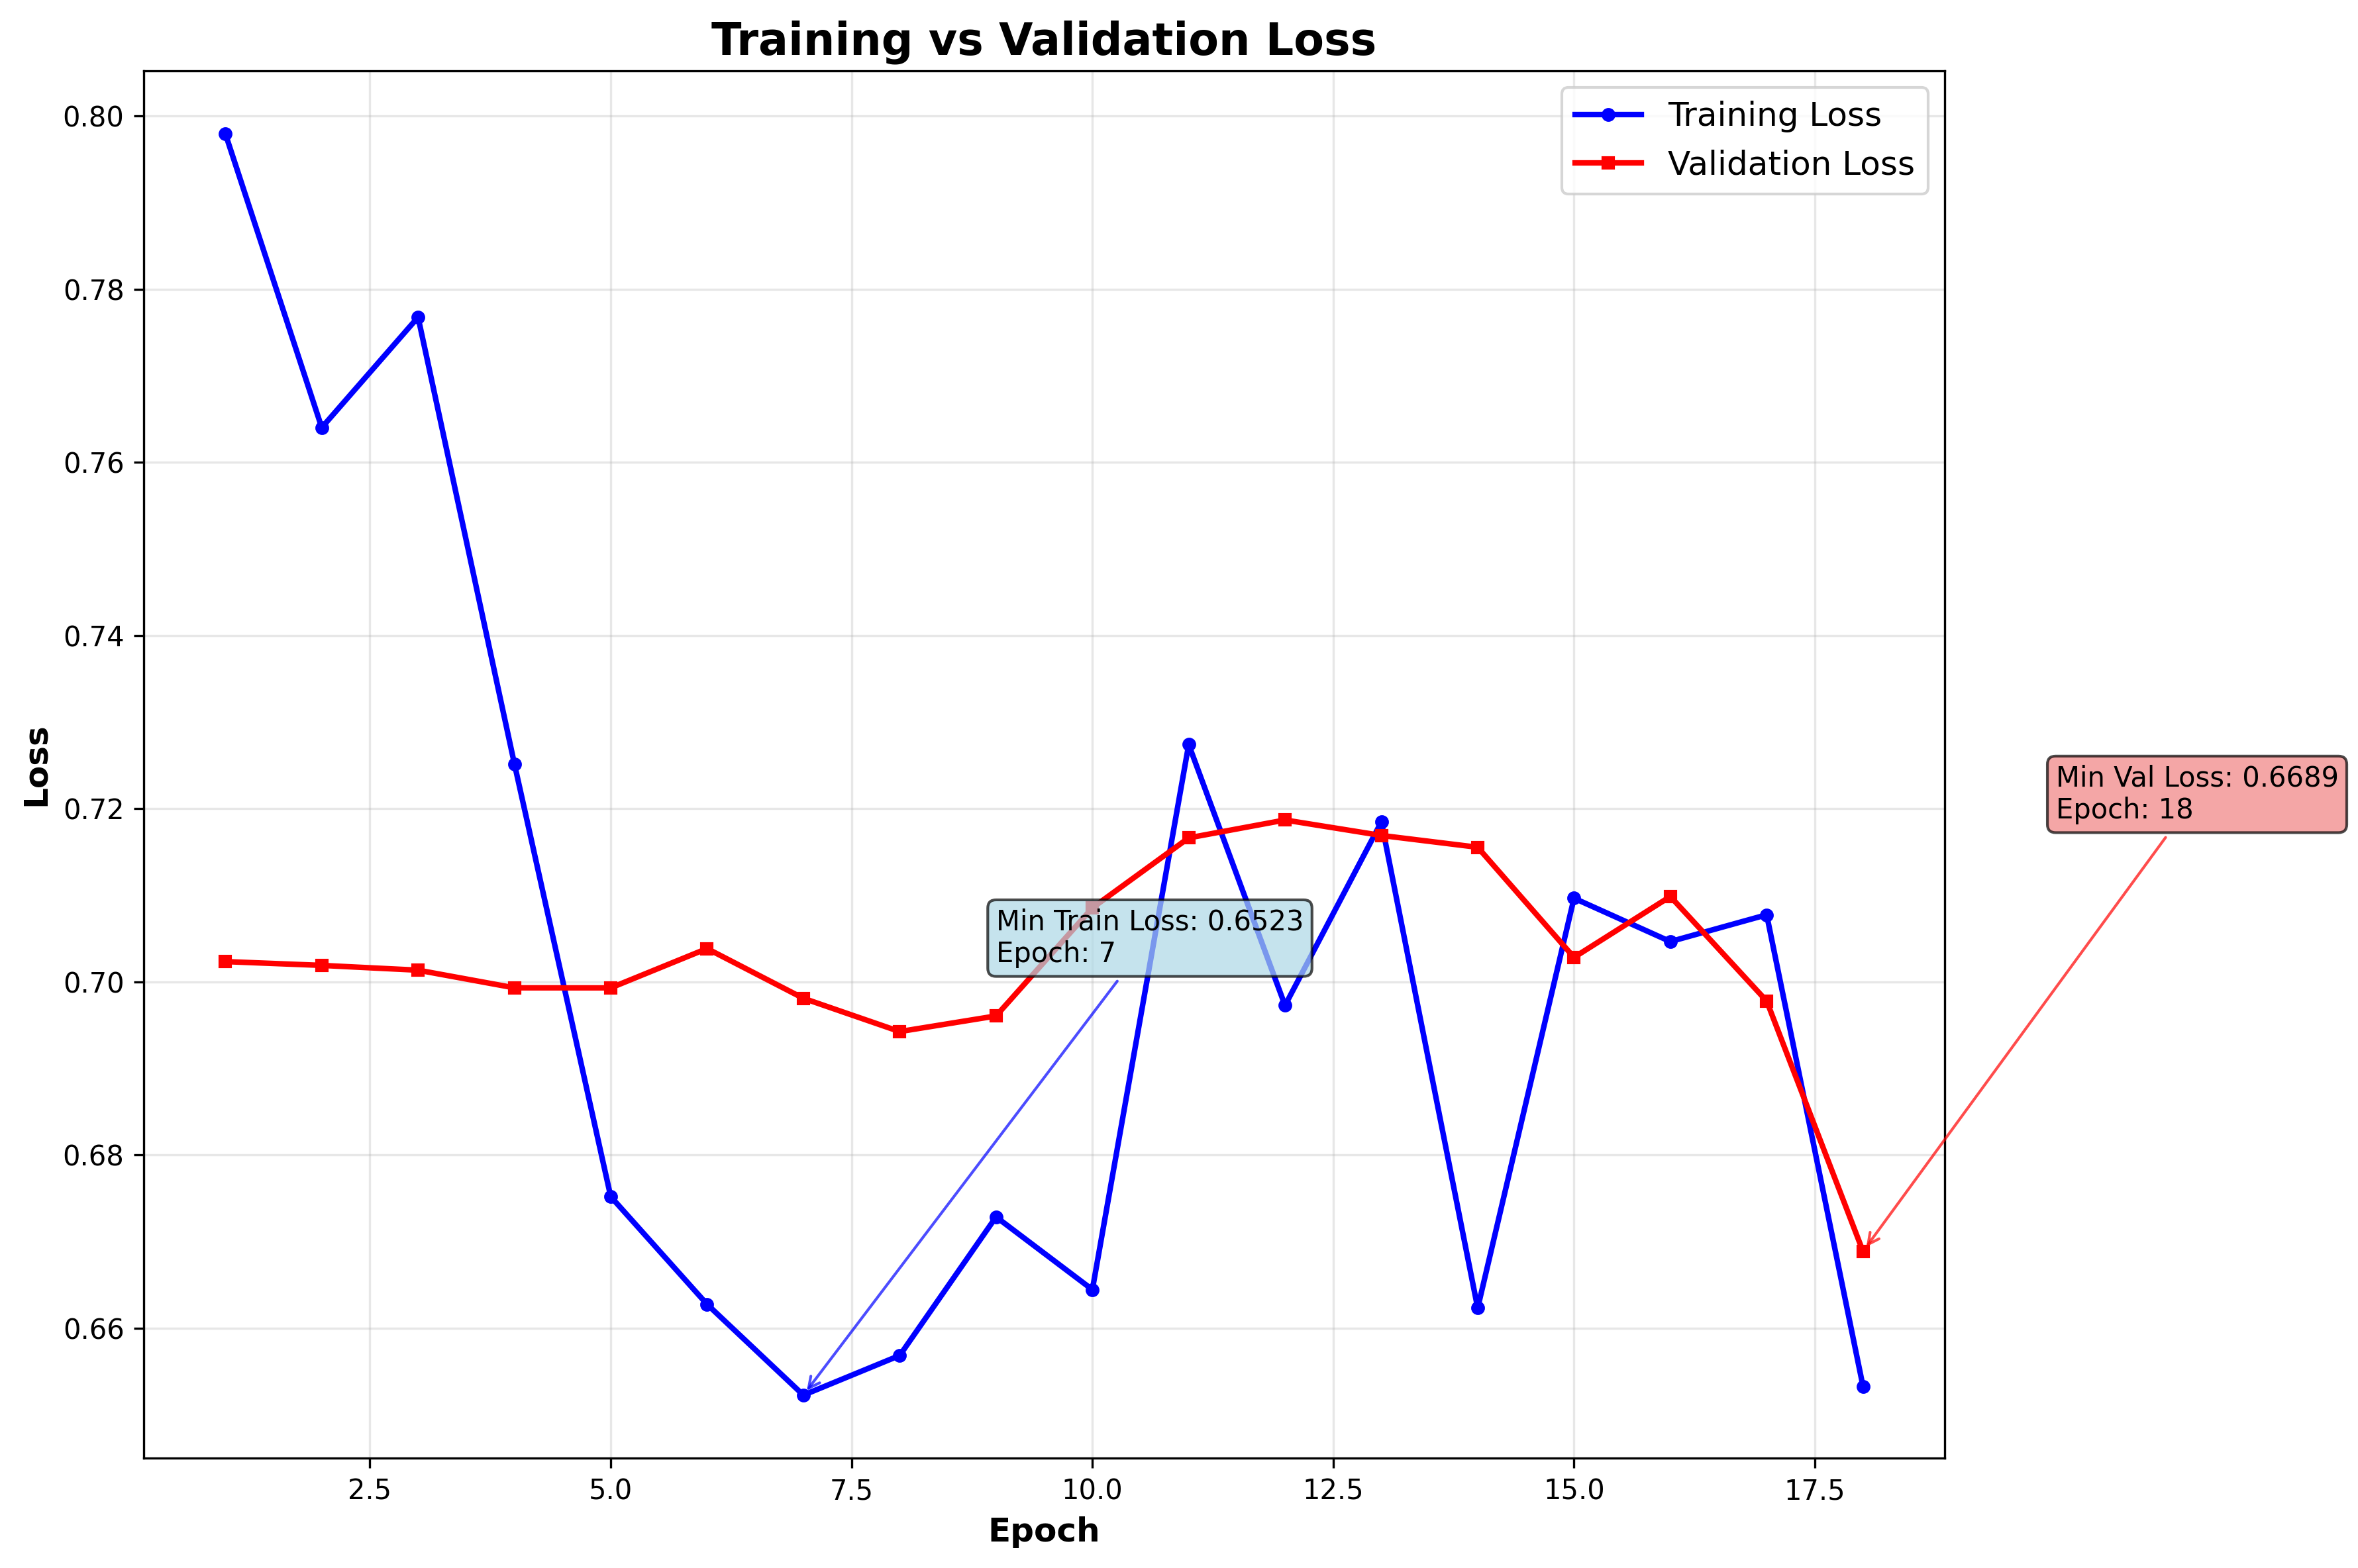 Training vs Validation Loss
Training Loss
Validation Loss
0.80
0.78
0.76
0.74
0.72
0.70
0.68
0.66
Loss
Min Val Loss: 0.6689
Epoch: 18
Min Train Loss: 0.6523
Epoch: 7
2.5 5.0 7.5 10.0 12.5 15.0 17.5
Epoch